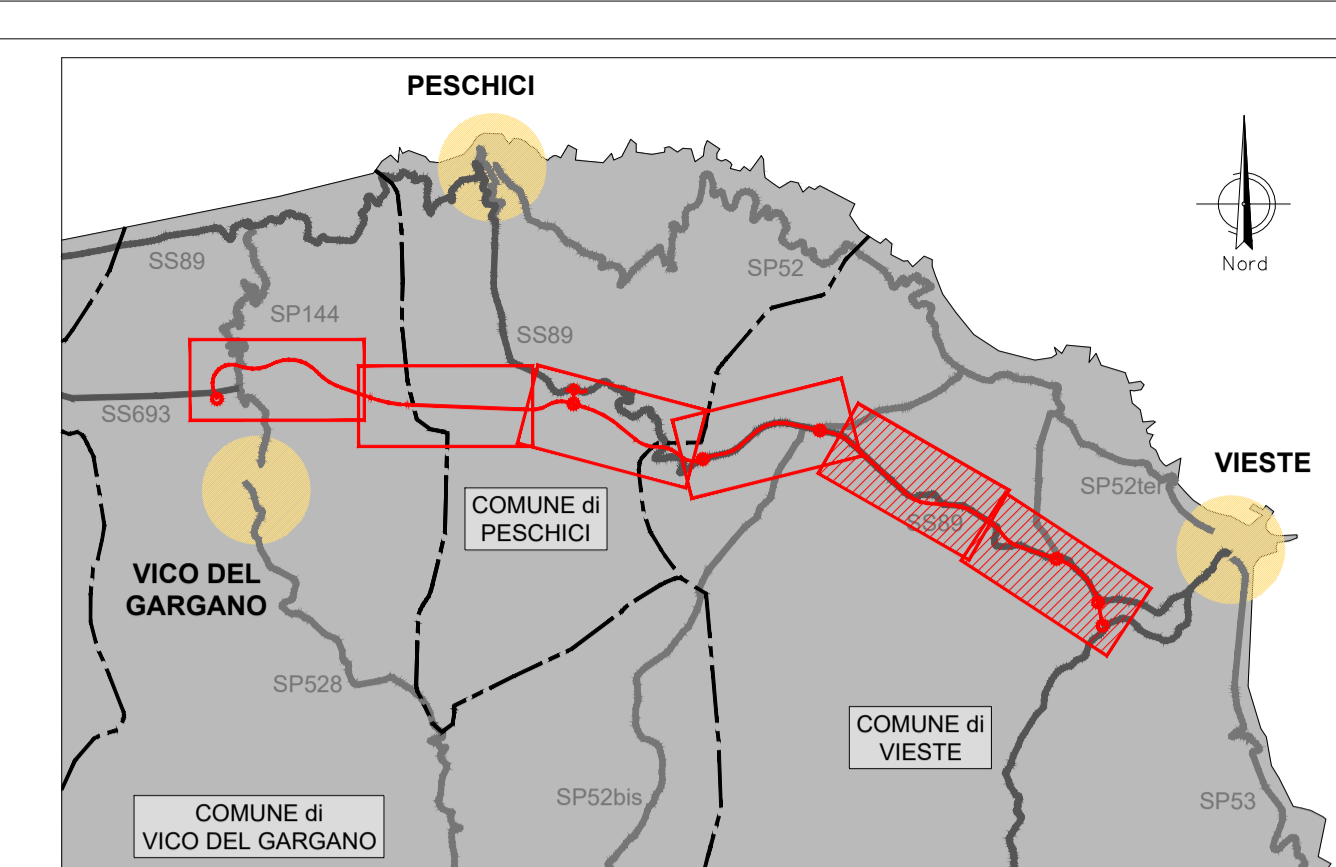 PESCHICI
Nord
SS89
SP144
SP52
SS89
SS693
VICO DEL
GARGANO
COMUNE di
PESCHICI
SS89
SP52ter
VIESTE
SP528
COMUNE di
VIESTE
SP52bis
SP53
COMUNE di
VICO DEL GARGANO